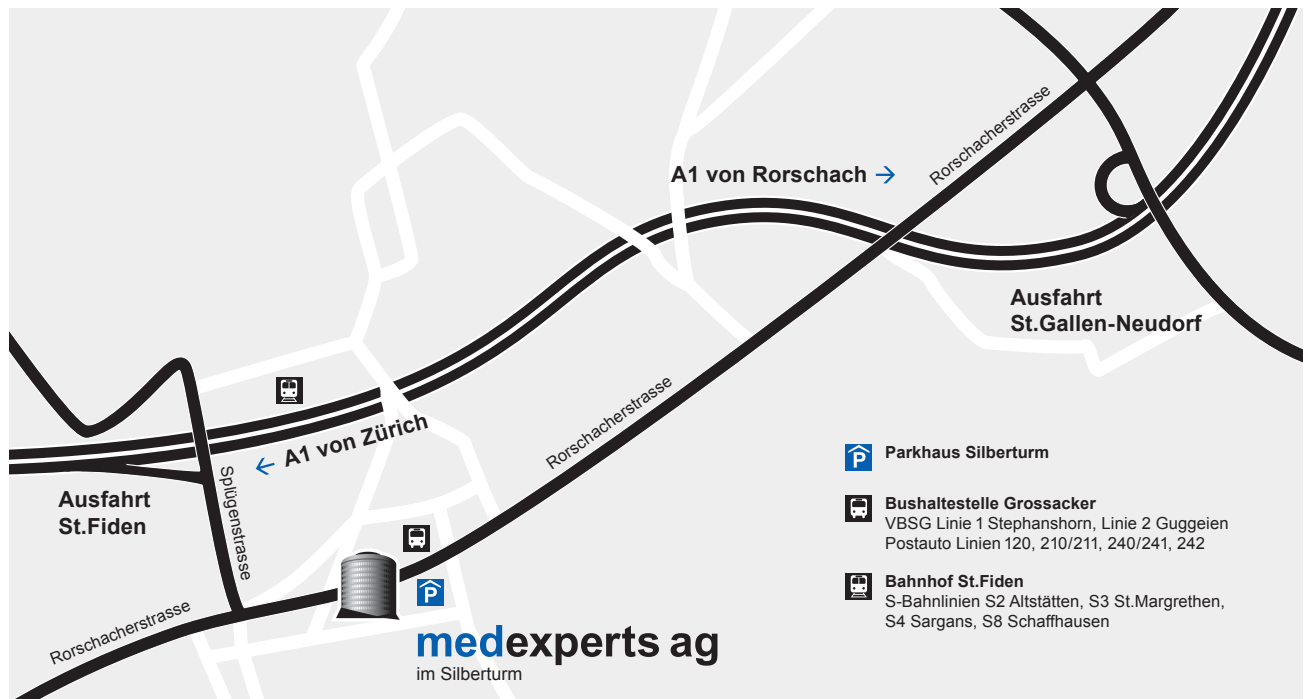 Rorschacherstrasse
A1 von Rorschach →
Ausfahrt
St.Gallen-Neudorf
Rorschacherstrasse
← A1 von Zürich
Ausfahrt
St.Fiden
Splügenstrasse
Rorschacherstrasse
P
medexperts ag
im Silberturm
P Parkhaus Silberturm
Bushaltestelle Grossacker
VBSG Linie 1 Stephanshorn, Linie 2 Guggeien
Postauto Linien 120, 210/211, 240/241, 242
Bahnhof St.Fiden
S-Bahnlinien S2 Altstätten, S3 St.Margrethen,
S4 Sargans, S8 Schaffhausen